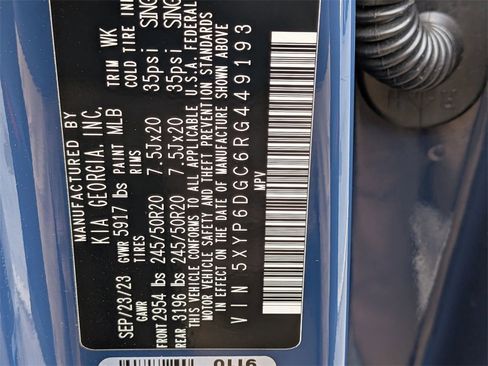 MANUFACTURED BY
KIA GEORGIA, INC.
SEP/23/23 GVWR 5917 lbs PAINT MLB TRIM WK
GAWR TIRES RIMS COLD TIRE IN
FRONT 2954 lbs 245/50R20 7.5Jx20 35psi SING
REAR 3196 lbs 245/50R20 7.5Jx20 35psi SING
THIS VEHICLE CONFORMS TO ALL APPLICABLE U.S.A. FEDERAL
MOTOR VEHICLE SAFETY AND THEFT PREVENTION STANDARDS
IN EFFECT ON THE DATE OF MANUFACTURE SHOWN ABOVE.
VIN 5XYP6DGC6RG449193
MPV